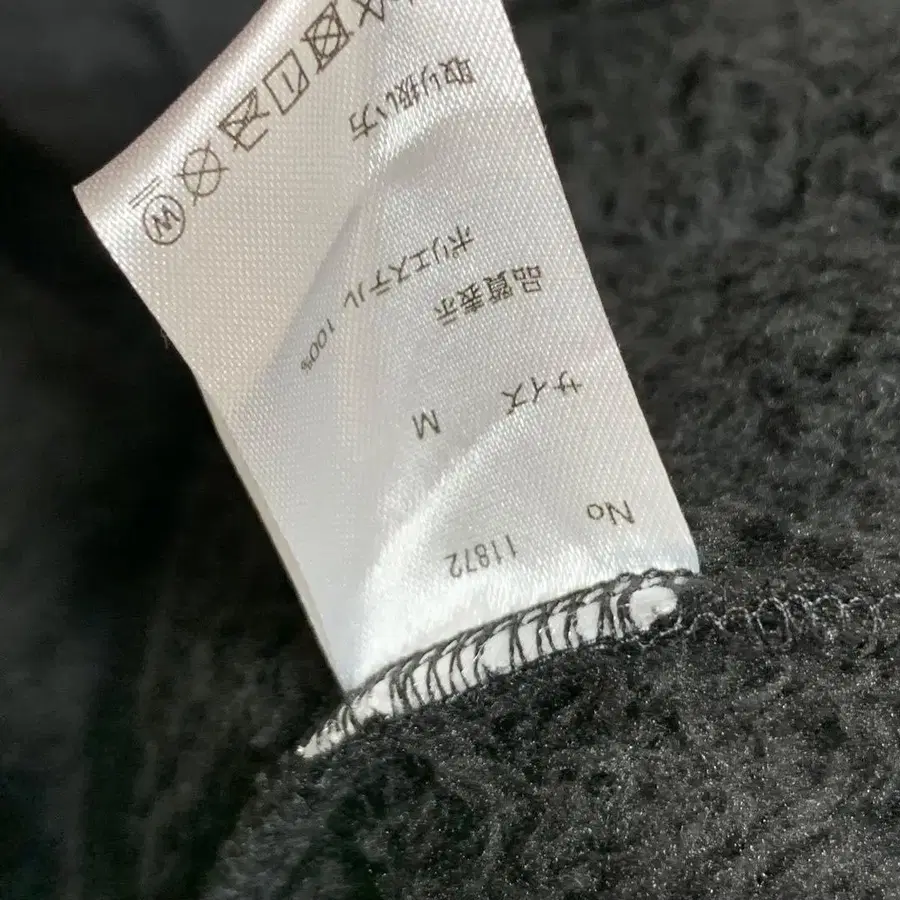 No 11872
サイズ M
品質表示
ポリエステル 100%
取り扱い方
W